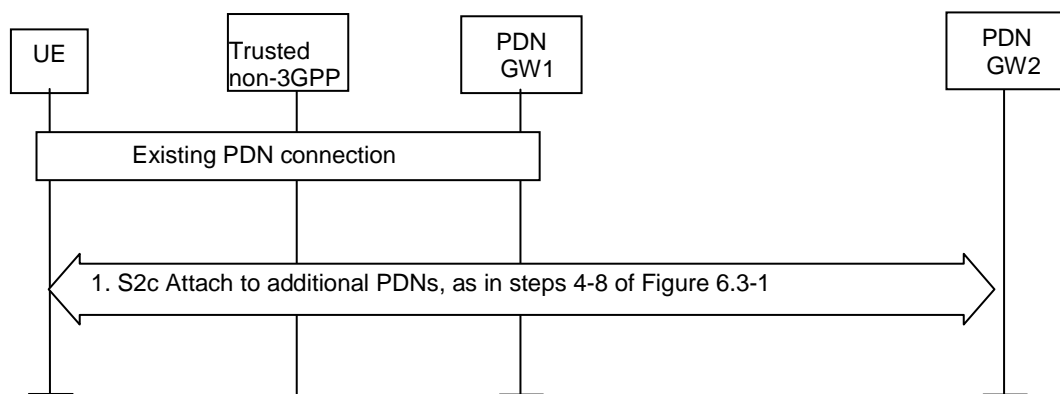 UE
Trusted
non-3GPP
PDN
GW1
PDN
GW2
Existing PDN connection
1. S2c Attach to additional PDNs, as in steps 4-8 of Figure 6.3-1